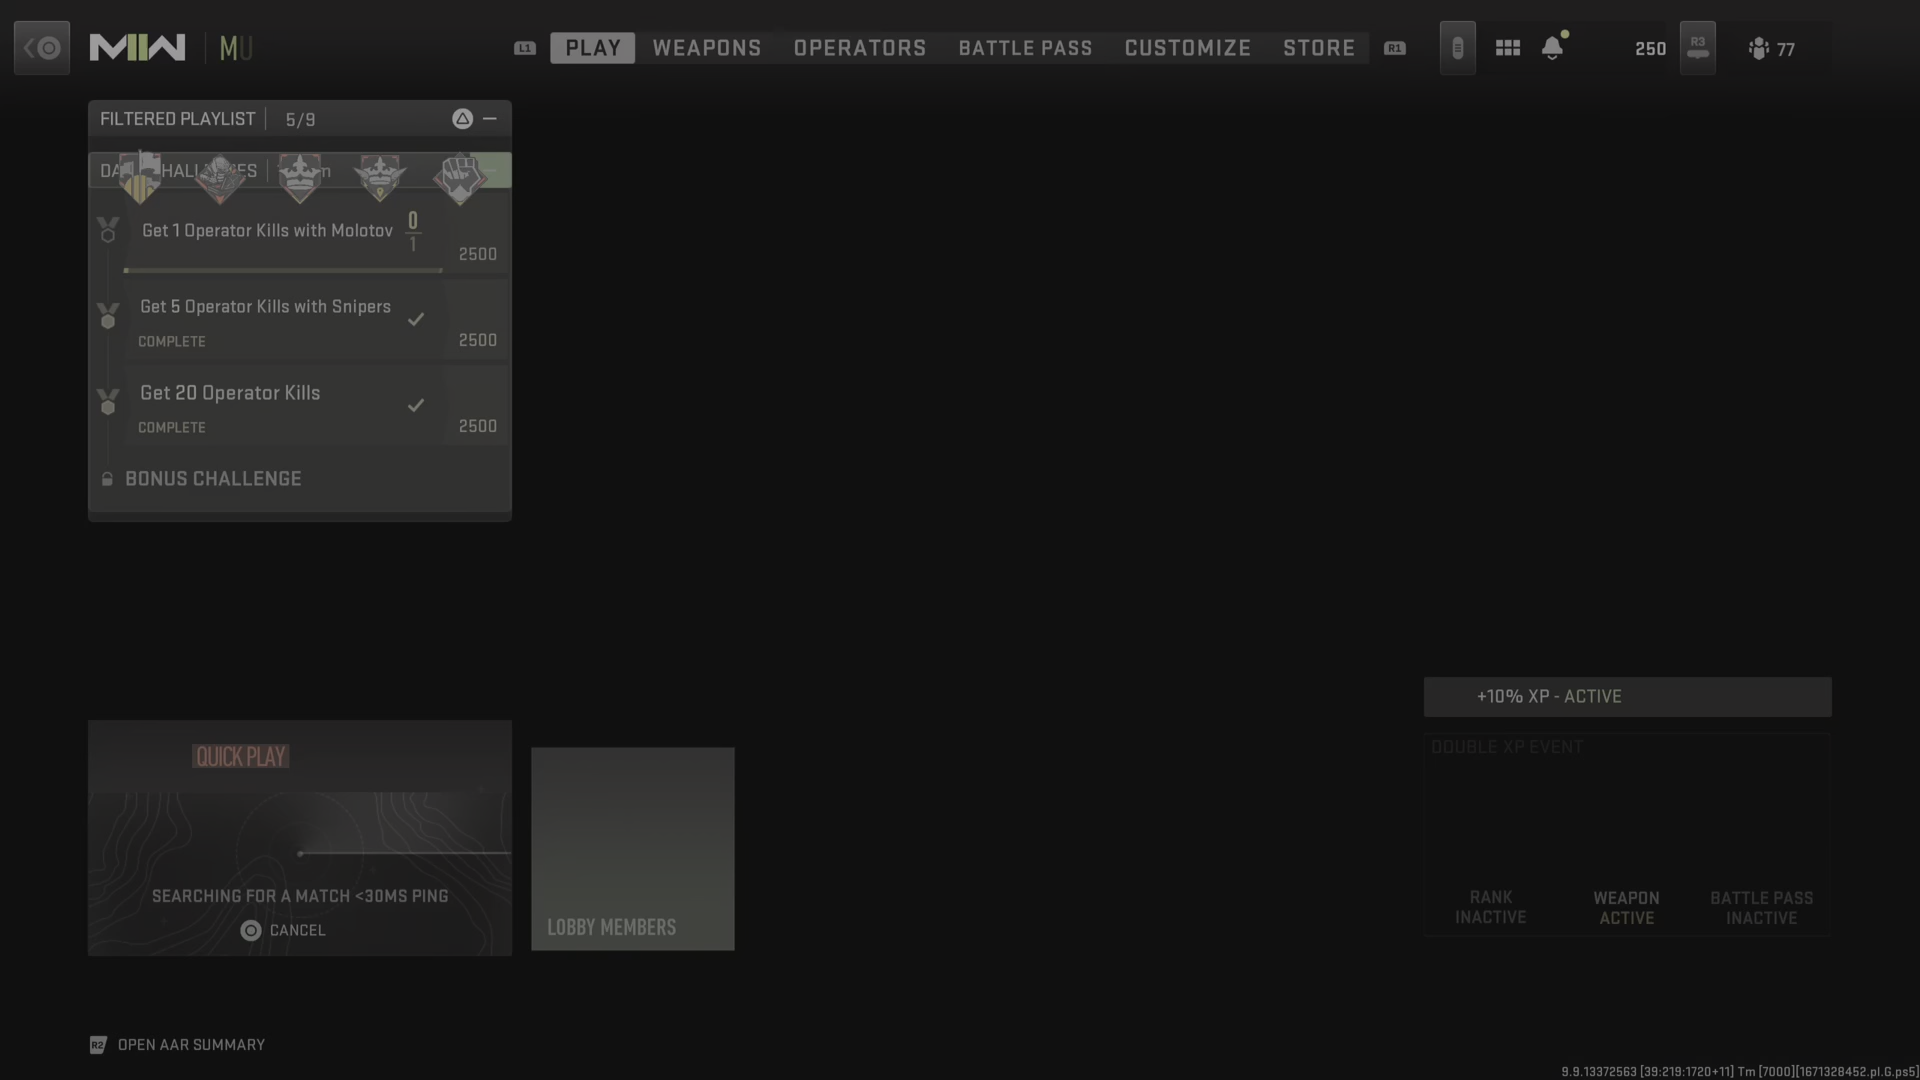 MW | MU
L1 PLAY WEAPONS OPERATORS BATTLE PASS CUSTOMIZE STORE R1
250 R3 77
FILTERED PLAYLIST | 5/9
Get 1 Operator Kills with Molotov 0/1
2500
Get 5 Operator Kills with Snipers
COMPLETE 2500
Get 20 Operator Kills
COMPLETE 2500
BONUS CHALLENGE
+10% XP - ACTIVE
DOUBLE XP EVENT
RANK INACTIVE
WEAPON ACTIVE
BATTLE PASS INACTIVE
QUICK PLAY
SEARCHING FOR A MATCH <30MS PING
CANCEL
LOBBY MEMBERS
R2 OPEN AAR SUMMARY
9.9.13372563 [39:219:1720+11] Tm [7000][1671328452.pl.G.ps5]